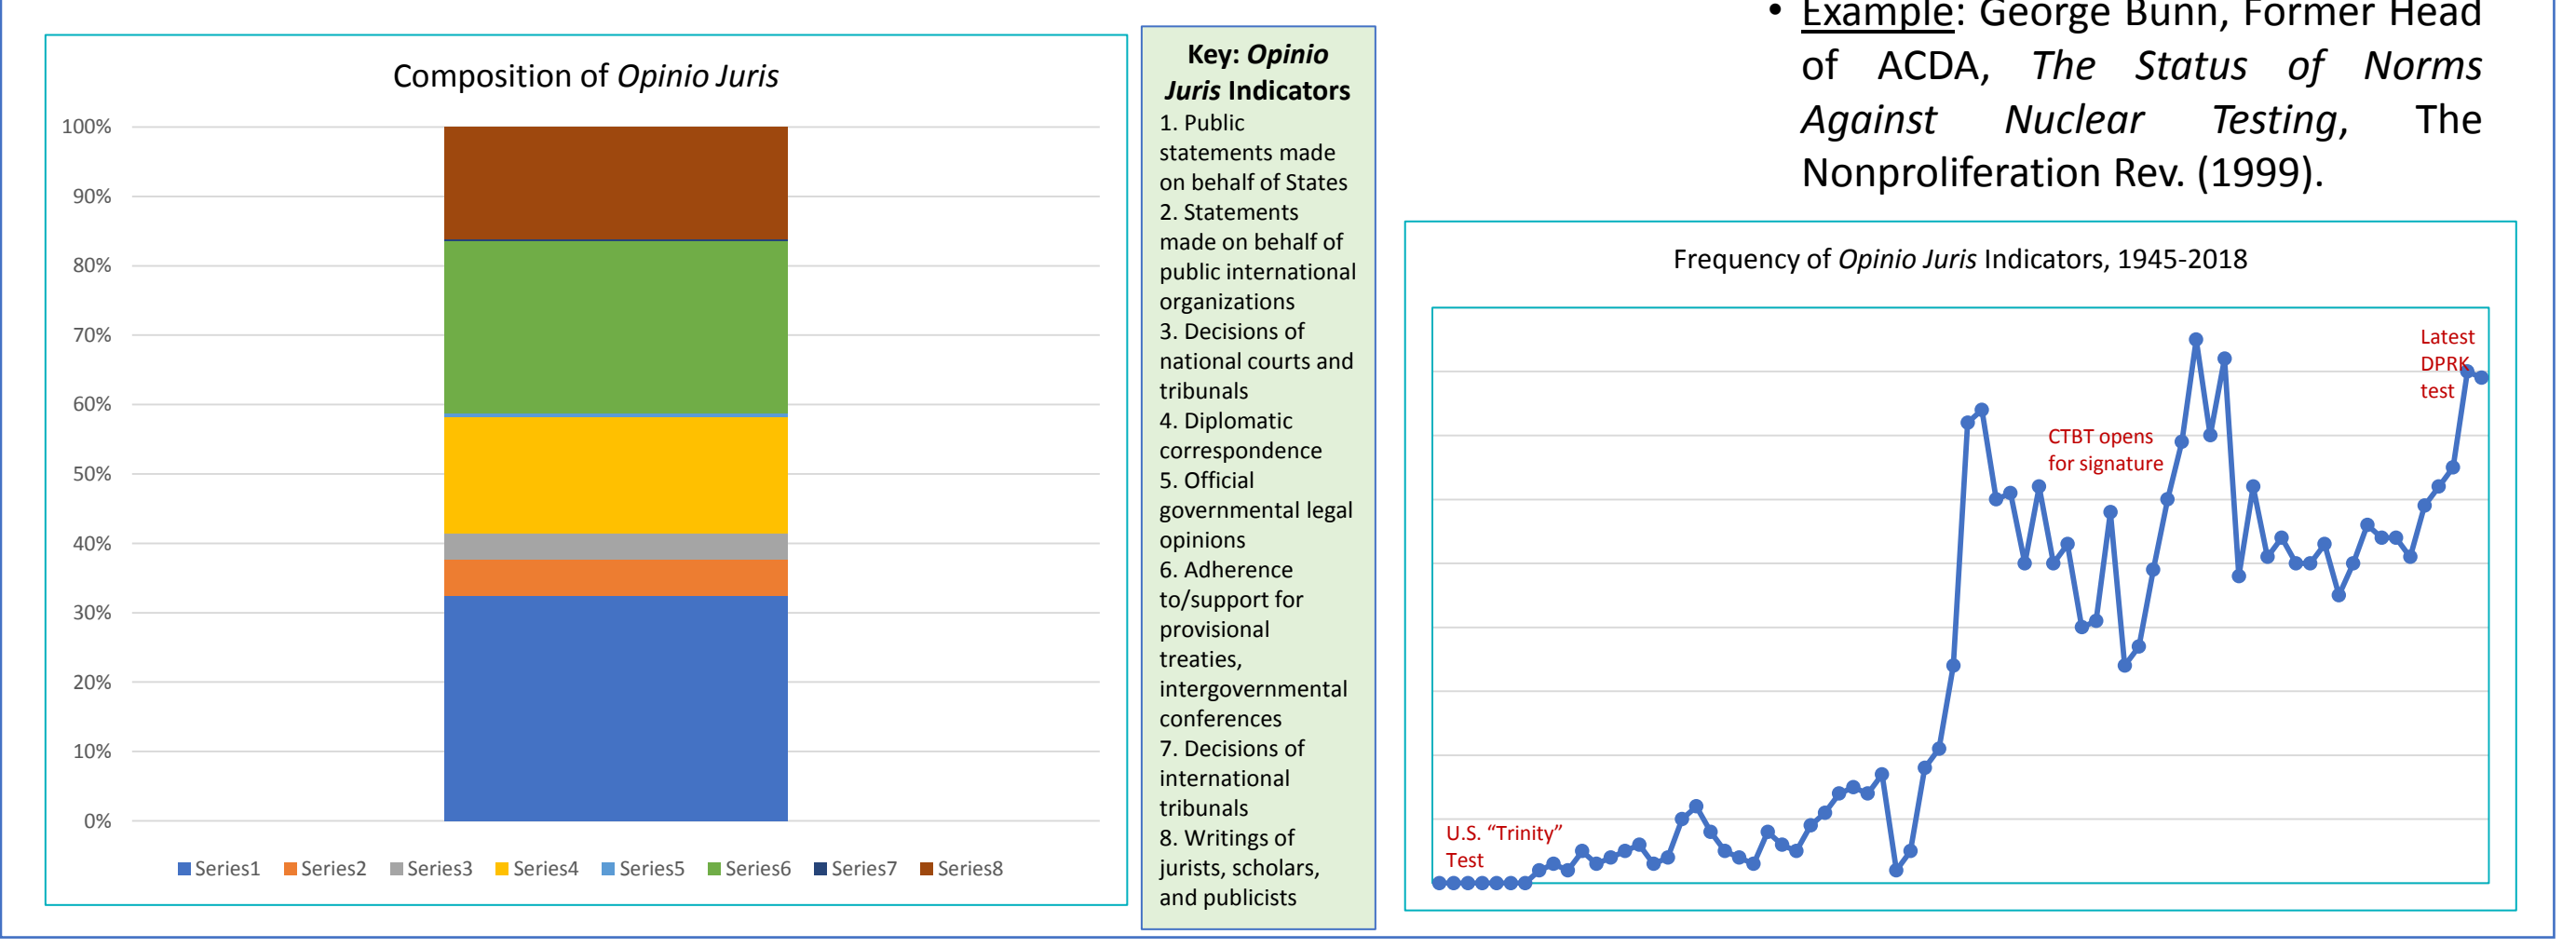 • Example: George Bunn, Former Head
of ACDA, The Status of Norms
Against Nuclear Testing, The
Nonproliferation Rev. (1999).
Composition of Opinio Juris
100%
90%
80%
70%
60%
50%
40%
30%
20%
10%
0%
Series1 Series2 Series3 Series4 Series5 Series6 Series7 Series8
Key: Opinio
Juris Indicators
1. Public
statements made
on behalf of States
2. Statements
made on behalf of
public international
organizations
3. Decisions of
national courts and
tribunals
4. Diplomatic
correspondence
5. Official
governmental legal
opinions
6. Adherence
to/support for
provisional
treaties,
intergovernmental
conferences
7. Decisions of
international
tribunals
8. Writings of
jurists, scholars,
and publicists
Frequency of Opinio Juris Indicators, 1945-2018
Latest
DPRK
test
CTBT opens
for signature
U.S. “Trinity”
Test